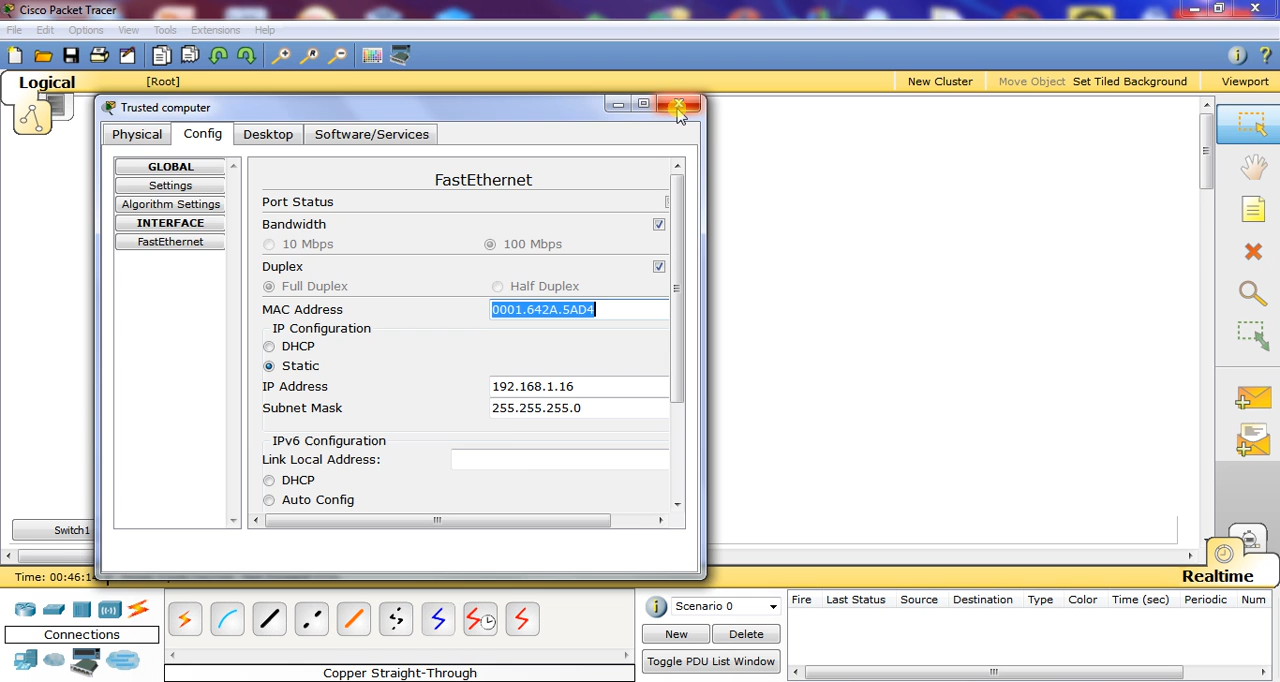 Cisco Packet Tracer
File Edit Options View Tools Extensions Help
Logical [Root] New Cluster Move Object Set Tiled Background Viewport
Trusted computer
Physical Config Desktop Software/Services
GLOBAL
Settings
Algorithm Settings
INTERFACE
FastEthernet
FastEthernet
Port Status
Bandwidth
10 Mbps 100 Mbps
Duplex
Full Duplex Half Duplex
MAC Address 0001.642A.5AD4
IP Configuration
DHCP
Static
IP Address 192.168.1.16
Subnet Mask 255.255.255.0
IPv6 Configuration
Link Local Address:
DHCP
Auto Config
Switch1
Time: 00:46:14
Realtime
Connections
Copper Straight-Through
Scenario 0
New Delete
Toggle PDU List Window
Fire Last Status Source Destination Type Color Time (sec) Periodic Num